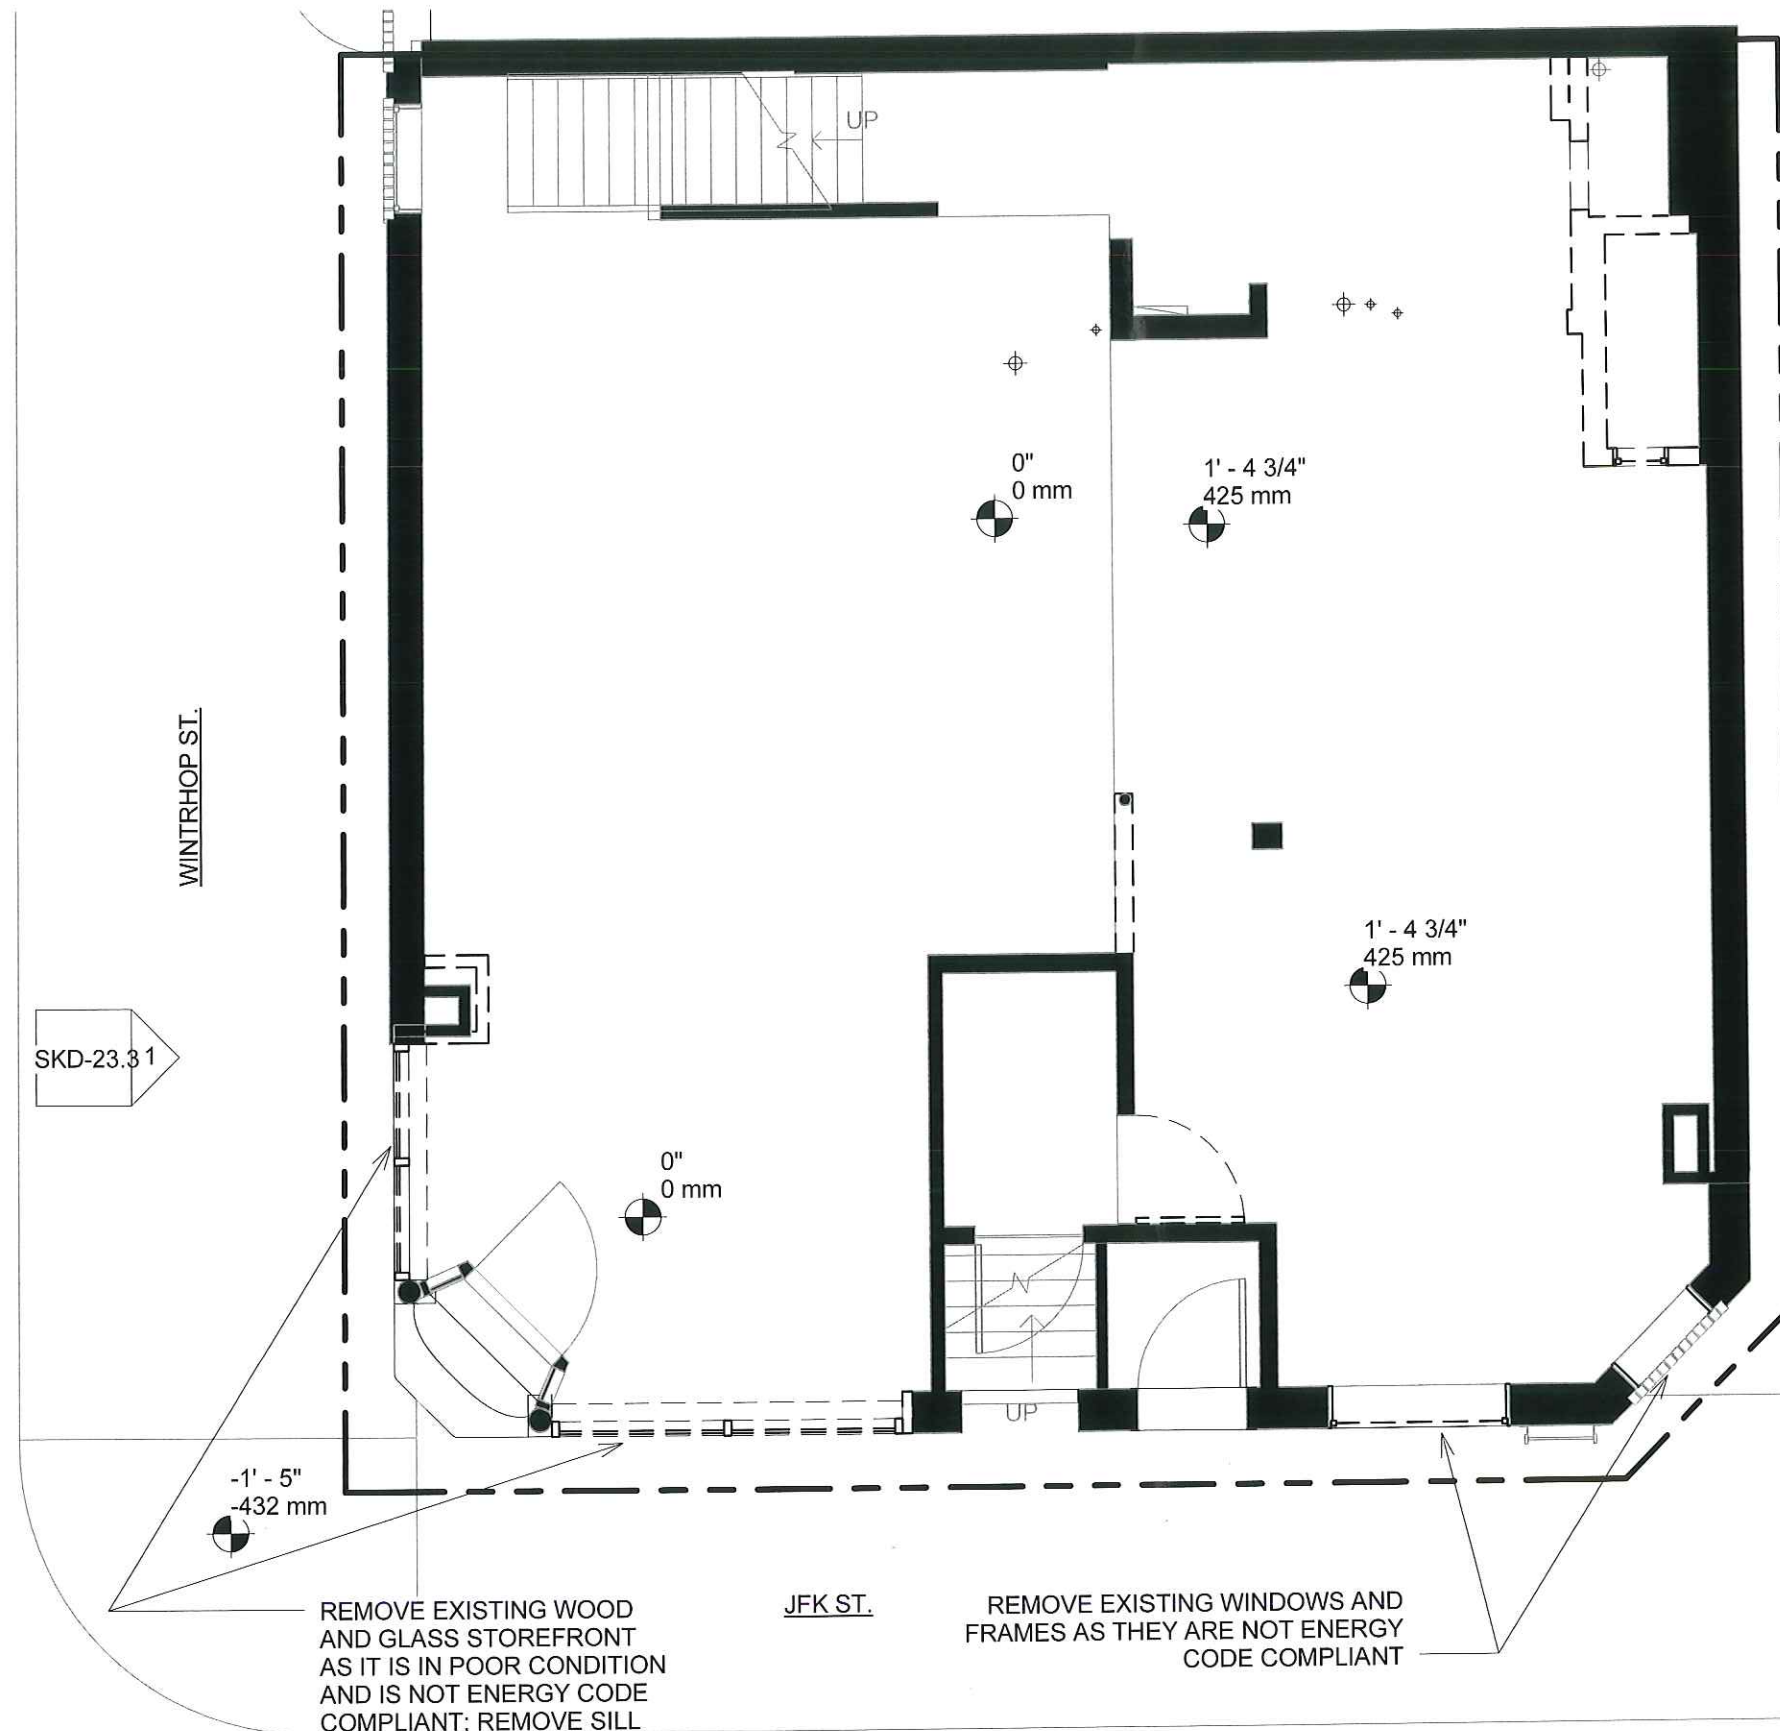 UP
0"
0 mm
1' - 4 3/4"
425 mm
WINTRHOP ST.
1' - 4 3/4"
425 mm
SKD-23.3 1
0"
0 mm
UP
-1' - 5"
-432 mm
REMOVE EXISTING WOOD
AND GLASS STOREFRONT
AS IT IS IN POOR CONDITION
AND IS NOT ENERGY CODE
COMPLIANT; REMOVE SILL
JFK ST.
REMOVE EXISTING WINDOWS AND
FRAMES AS THEY ARE NOT ENERGY
CODE COMPLIANT